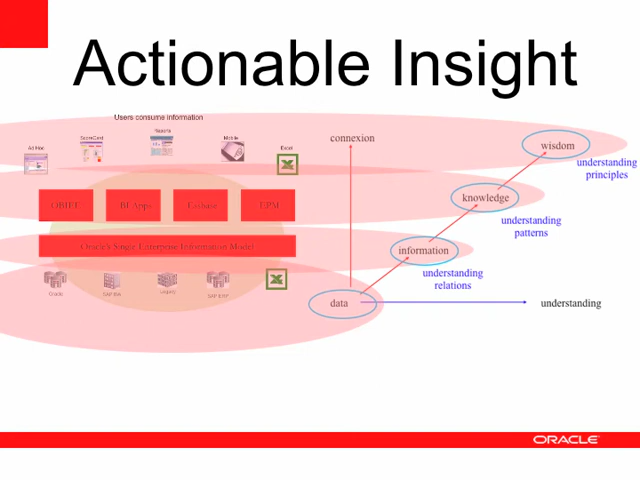 Actionable Insight
Users consume information
Ad Hoc
ScoreCard
Reports
Mobile
Excel
OBIEE
BI Apps
Essbase
EPM
Oracle's Single Enterprise Information Model
Oracle
SAP BW
Legacy
SAP ERP
connexion
wisdom
understanding
principles
knowledge
understanding
patterns
information
understanding
relations
data
understanding
ORACLE